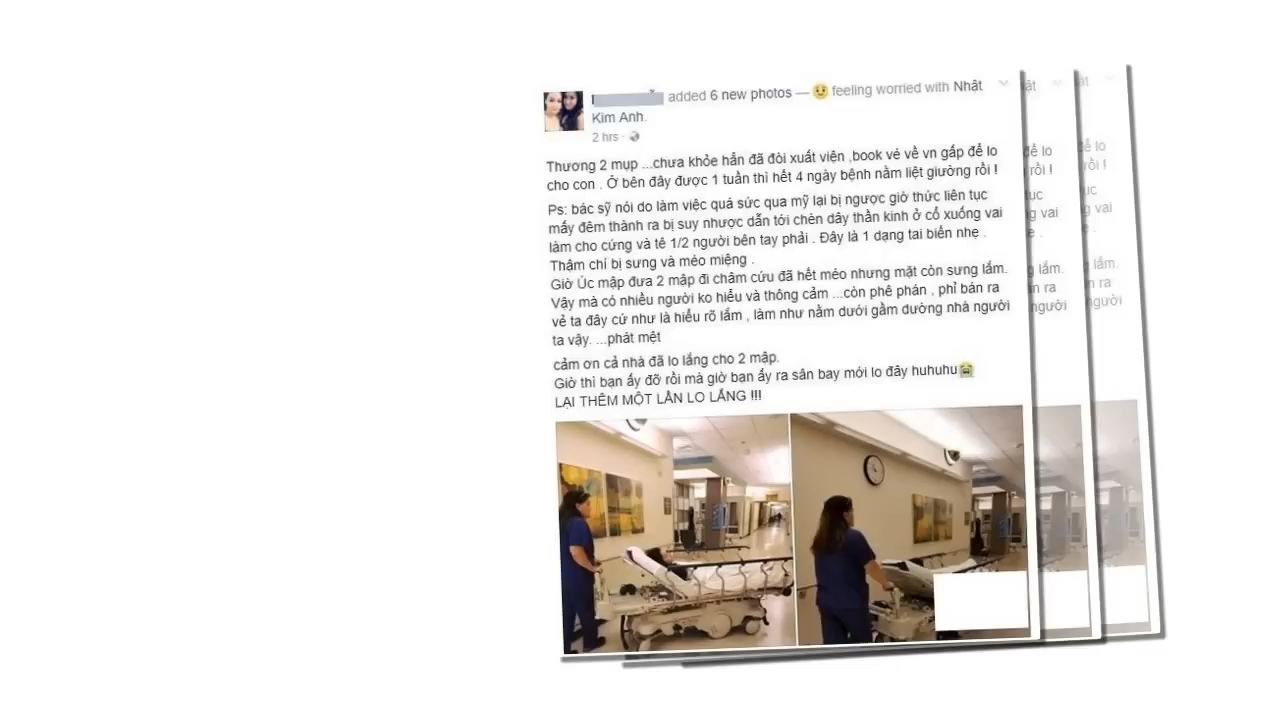 added 6 new photos — feeling worried with Nhật
Kim Anh.
2 hrs ·
Thương 2 mụp ...chưa khỏe hẳn đã đòi xuất viện ,book vé về vn gấp để lo
cho con . Ở bên đây được 1 tuần thì hết 4 ngày bệnh nằm liệt giường rồi !
Ps: bác sỹ nói do làm việc quá sức qua mỹ lại bị ngược giờ thức liên tục
mấy đêm thành ra bị suy nhược dẫn tới chèn dây thần kinh ở cổ xuống vai
làm cho cứng và tê 1/2 người bên tay phải . Đây là 1 dạng tai biến nhẹ .
Thậm chí bị sưng và méo miệng .
Giờ Úc mập đưa 2 mập đi châm cứu đã hết méo nhưng mặt còn sưng lắm.
Vậy mà có nhiều người ko hiểu và thông cảm ...còn phê phán , phỉ bán ra
vẻ ta đây cứ như là hiểu rõ lắm , làm như nằm dưới gầm đường nhà người
ta vậy. ...phát mệt
cảm ơn cả nhà đã lo lắng cho 2 mập.
Giờ thì bạn ấy đỡ rồi mà giờ bạn ấy ra sân bay mới lo đây huhuhu
LẠI THÊM MỘT LẦN LO LẮNG !!!